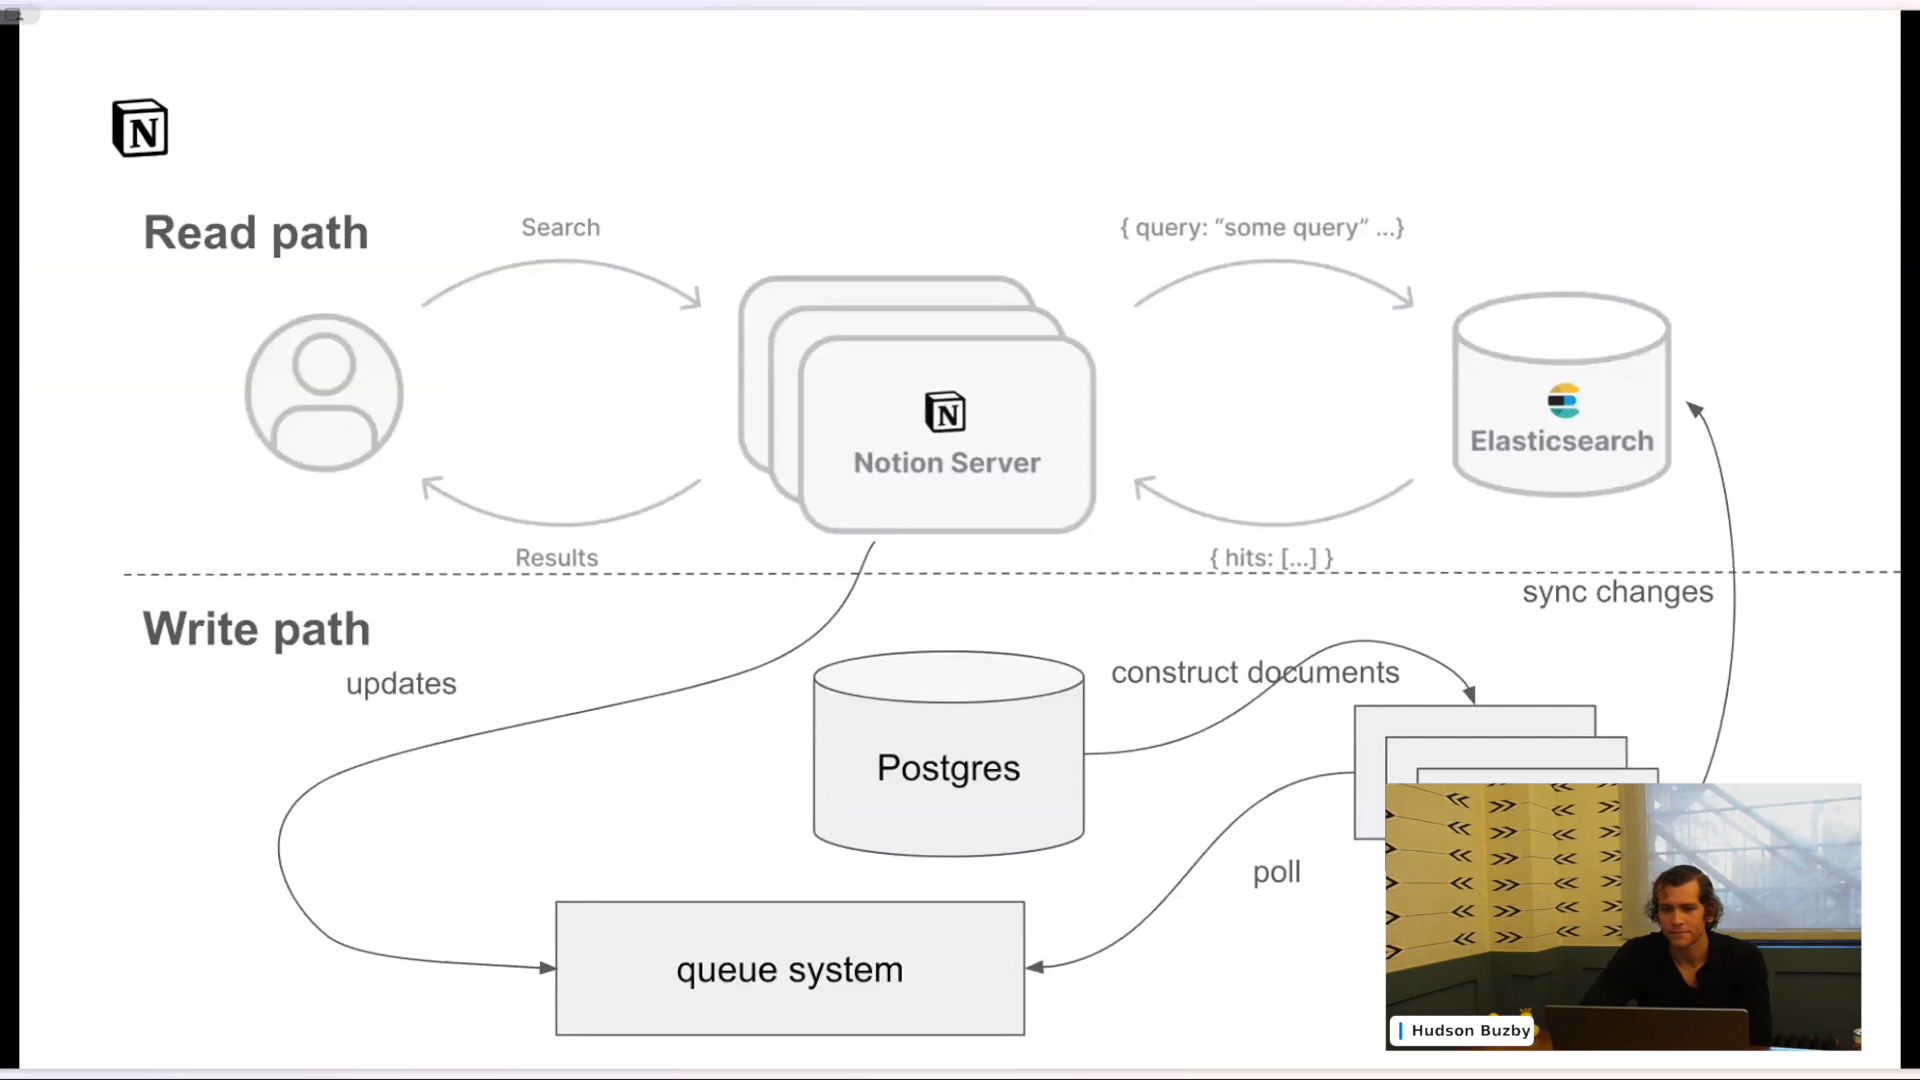 N
Read path
Search
{ query: “some query” ...}
N
Notion Server
Elasticsearch
Results
{ hits: [...] }
sync changes
Write path
updates
construct documents
Postgres
poll
queue system
Hudson Buzby